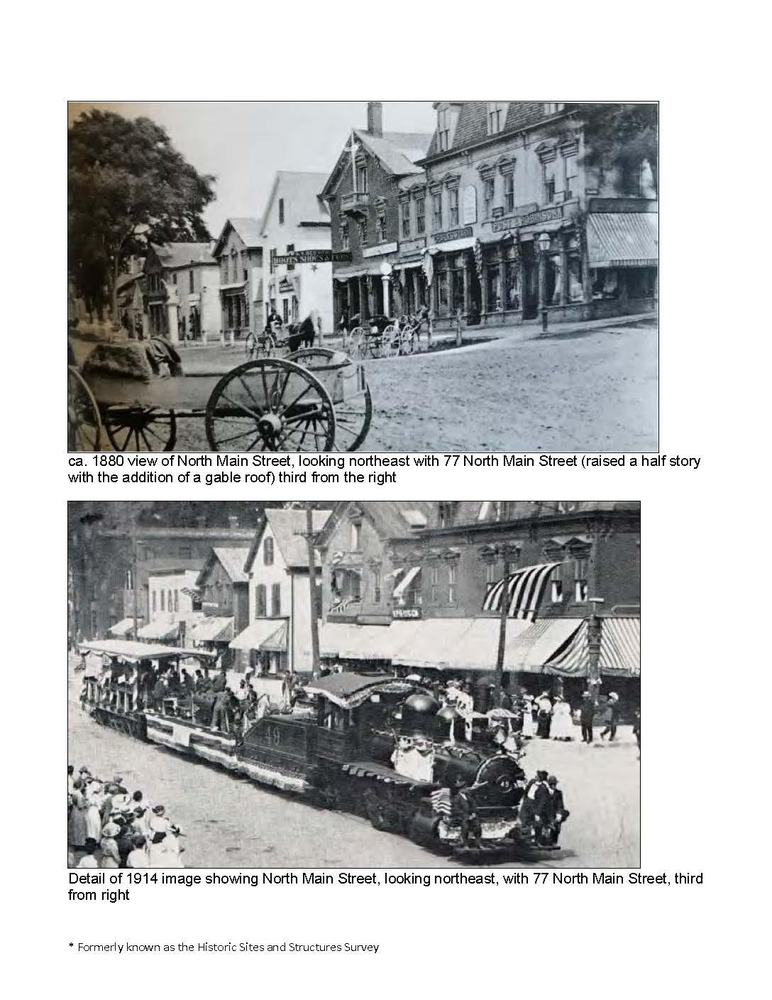 BOOTS SHOES &
ca. 1880 view of North Main Street, looking northeast with 77 North Main Street (raised a half story
with the addition of a gable roof) third from the right
49
49
Detail of 1914 image showing North Main Street, looking northeast, with 77 North Main Street, third
from right
* Formerly known as the Historic Sites and Structures Survey